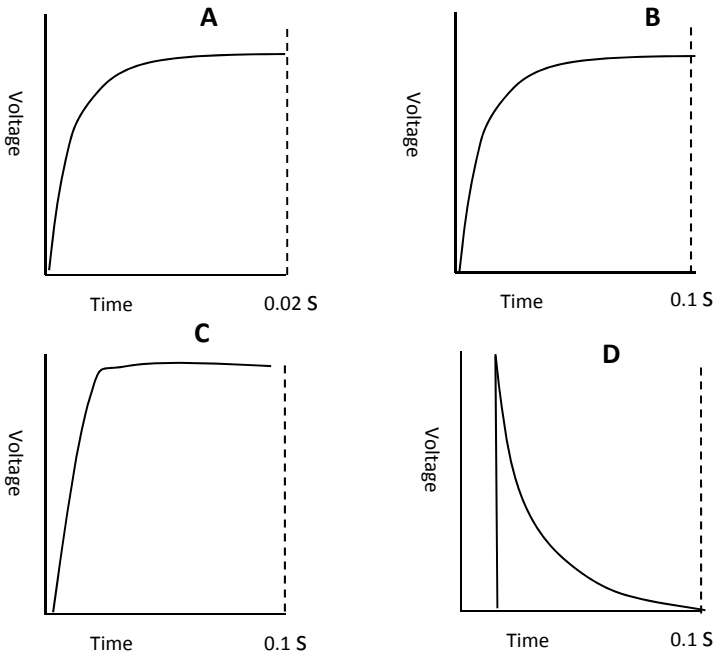 A
B
Voltage
Voltage
Time
0.02 S
Time
0.1 S
C
D
Voltage
Voltage
Time
0.1 S
Time
0.1 S